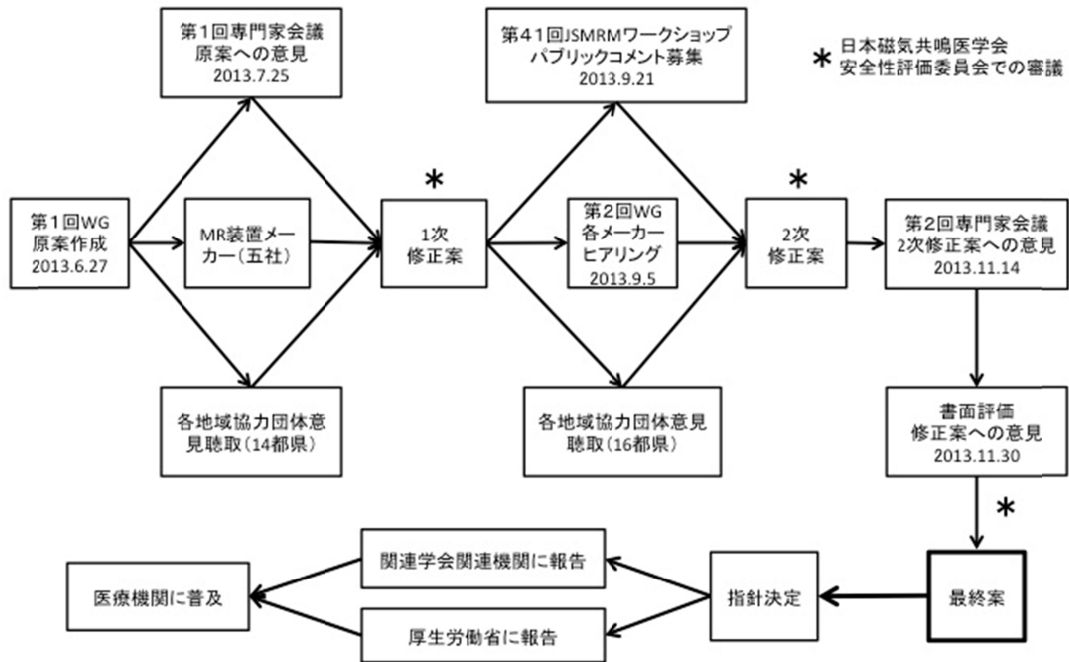 第1回専門家会議
原案への意見
2013.7.25
第41回JSMRMワークショップ
パブリックコメント募集
2013.9.21
* 日本磁気共鳴医学会
安全性評価委員会での審議
第1回WG
原案作成
2013.6.27
MR装置メー
カー(五社)
*
1次
修正案
第2回WG
各メーカー
ヒアリング
2013.9.5
*
2次
修正案
第2回専門家会議
2次修正案への意見
2013.11.14
各地域協力団体意
見聴取(14都県)
各地域協力団体意見
聴取(16都県)
書面評価
修正案への意見
2013.11.30
*
最終案
指針決定
関連学会関連機関に報告
厚生労働省に報告
医療機関に普及